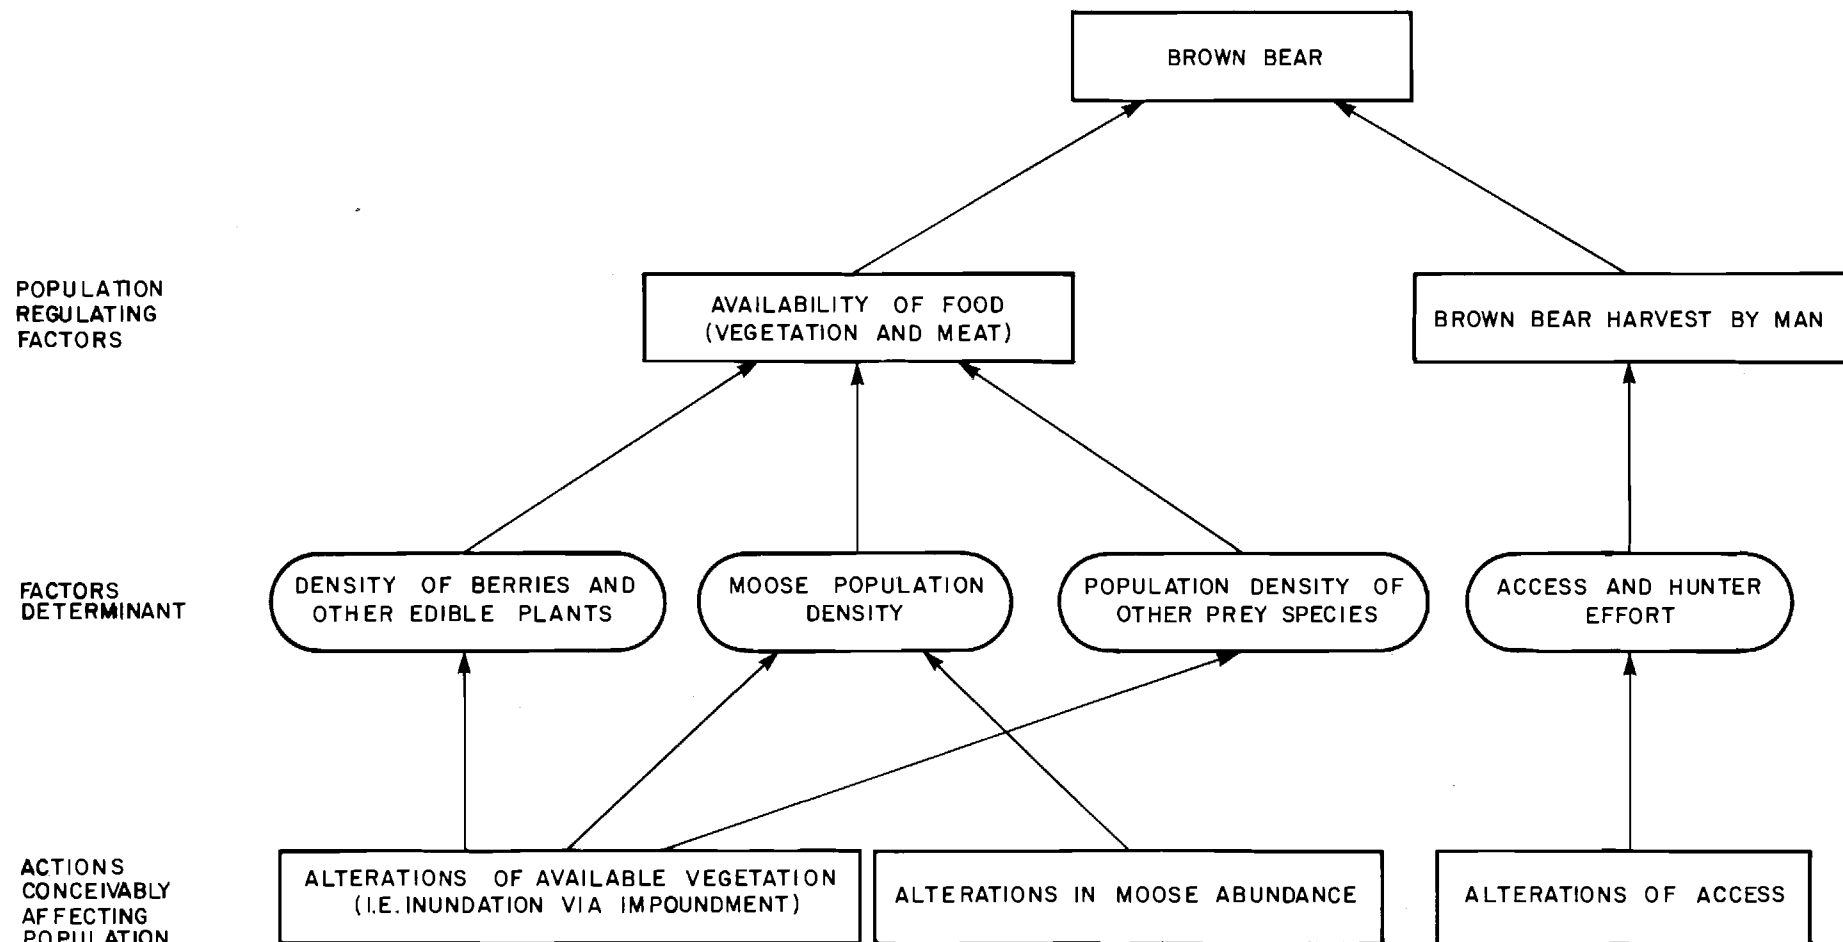 BROWN BEAR
POPULATION
REGULATING
FACTORS
AVAILABILITY OF FOOD
(VEGETATION AND MEAT)
BROWN BEAR HARVEST BY MAN
FACTORS
DETERMINANT
DENSITY OF BERRIES AND
OTHER EDIBLE PLANTS
MOOSE POPULATION
DENSITY
POPULATION DENSITY OF
OTHER PREY SPECIES
ACCESS AND HUNTER
EFFORT
ACTIONS
CONCEIVABLY
AFFECTING
POPULATION
ALTERATIONS OF AVAILABLE VEGETATION
(I.E. INUNDATION VIA IMPOUNDMENT)
ALTERATIONS IN MOOSE ABUNDANCE
ALTERATIONS OF ACCESS